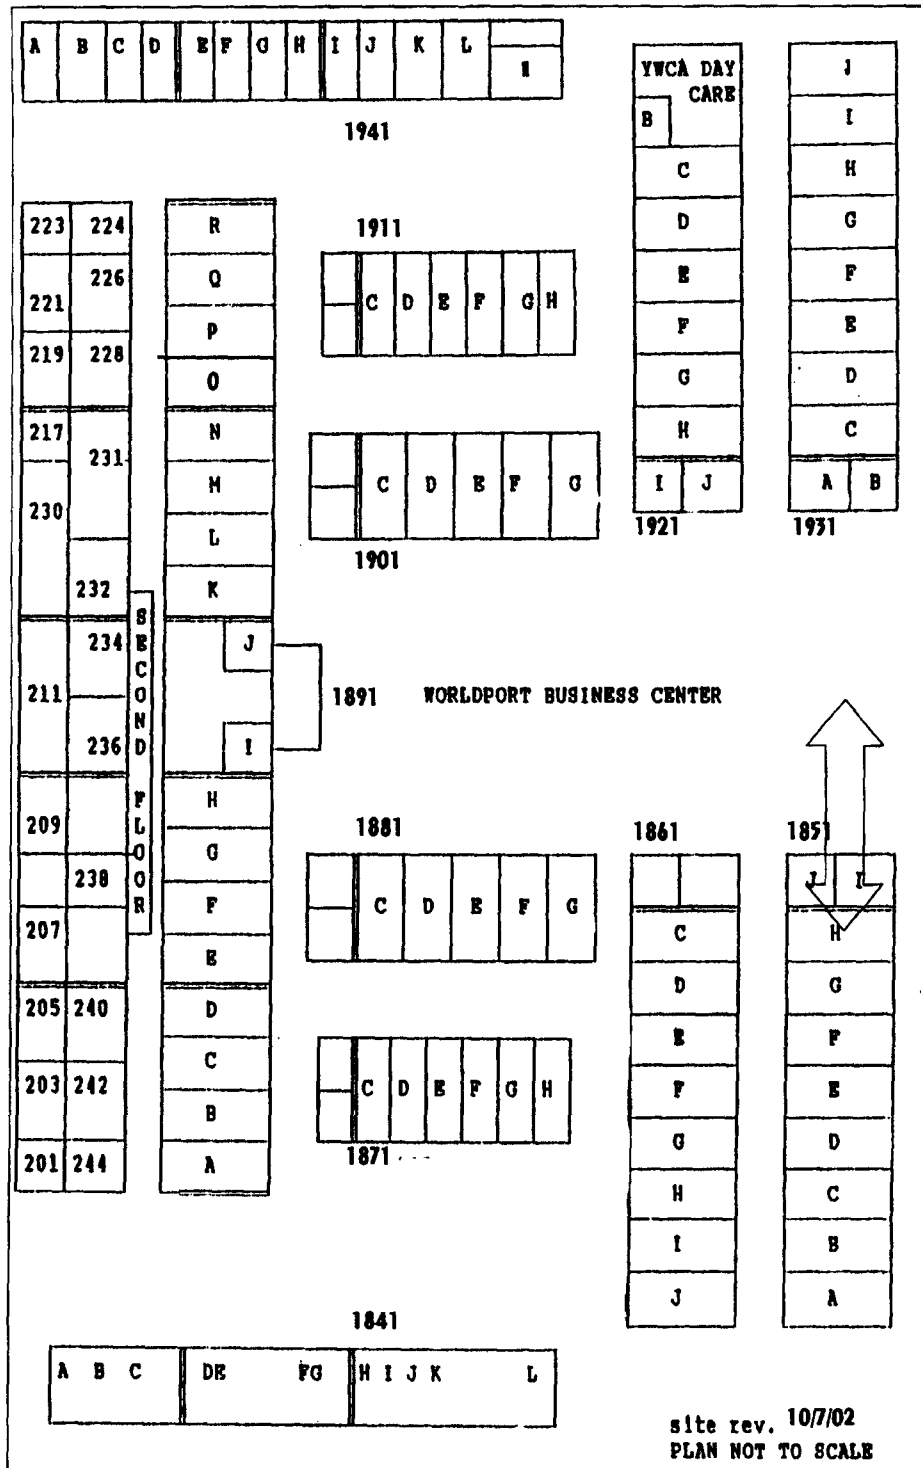 A B C D E F G H I J K L
1941
YWCA DAY
CARE
B
C
D
E
F
G
H
I J
1921
J
I
H
G
F
E
D
C
A B
1931
223 224
226
221
219 228
217
231
230
232
234
211
236
209
238
207
205 240
203 242
201 244
SECOND FLOOR
R
Q
P
O
N
M
L
K
J
I
H
G
F
E
D
C
B
A
1891
1911
C D E F G H
C D E F G
1901
WORLDPORT BUSINESS CENTER
1881
C D E F G
C D E F G H
1871
1861
C
D
E
F
G
H
I
J
1851
J I
H
G
F
E
D
C
B
A
1841
A B C DE FG H I J K L
site rev. 10/7/02
PLAN NOT TO SCALE